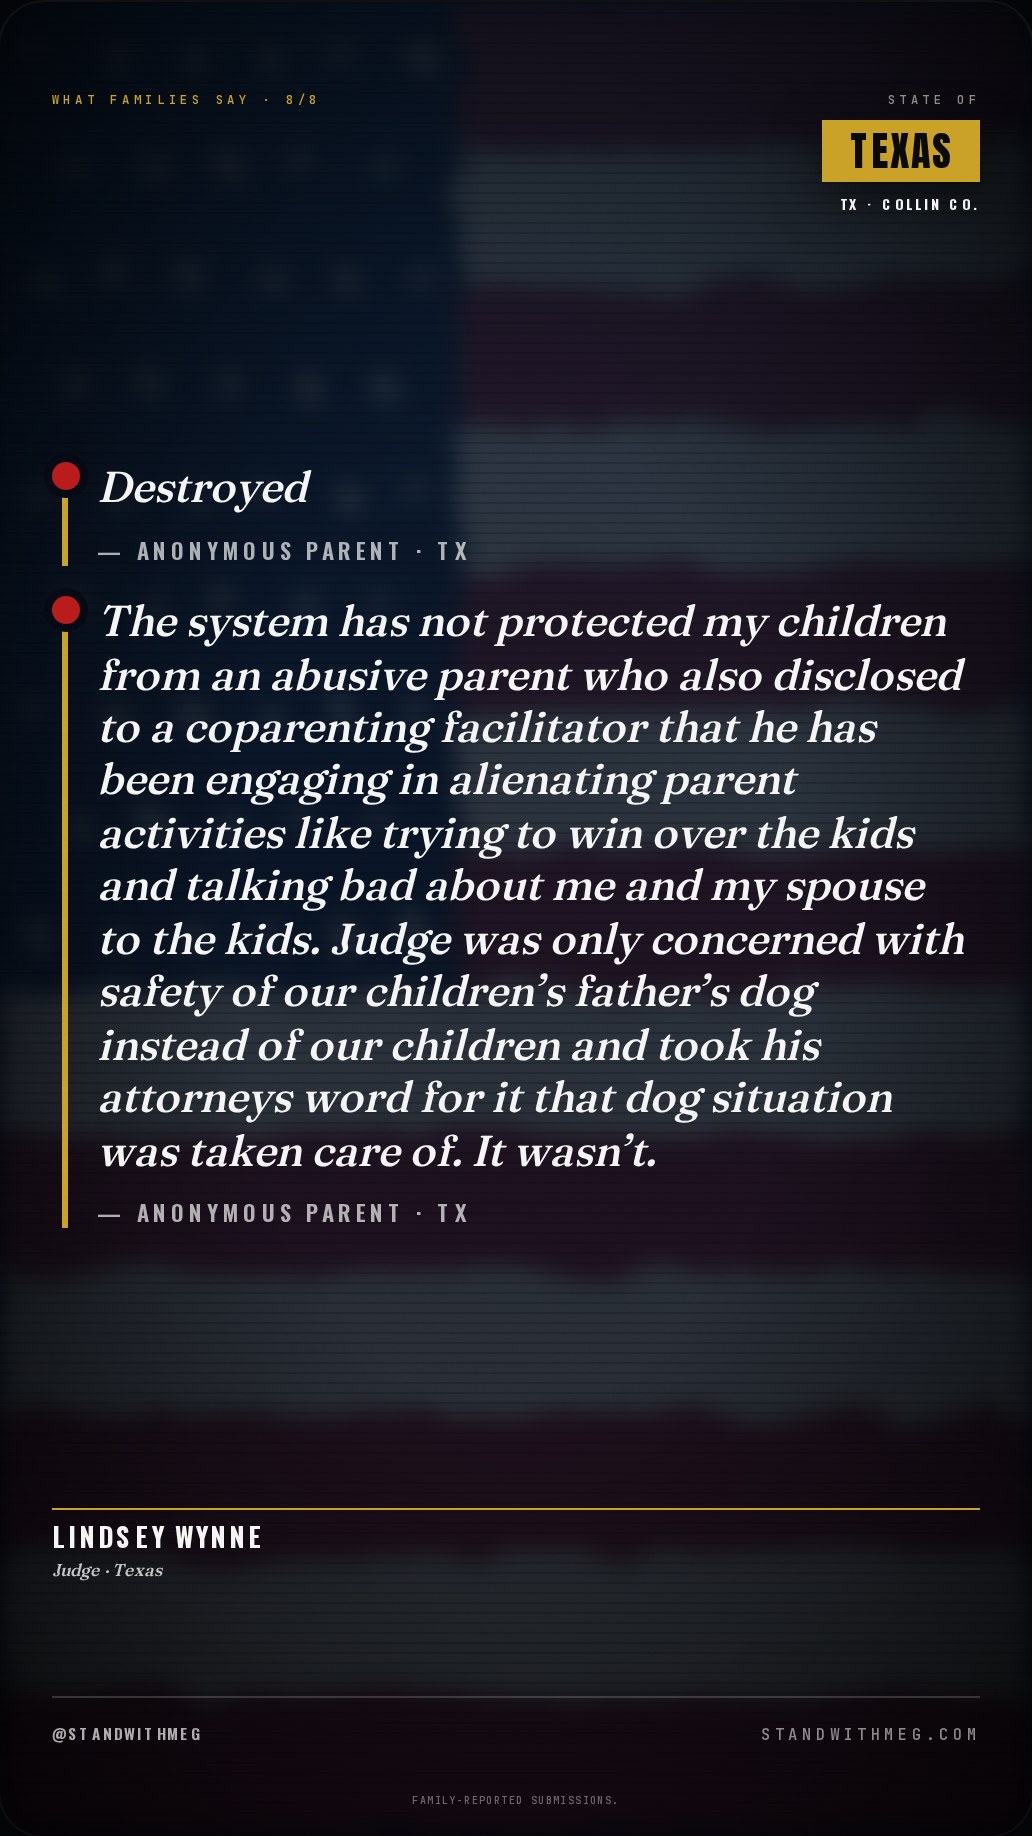 WHAT FAMILIES SAY · 8/8
STATE OF
TEXAS
TX · COLLIN CO.
Destroyed
— ANONYMOUS PARENT · TX
The system has not protected my children
from an abusive parent who also disclosed
to a coparenting facilitator that he has
been engaging in alienating parent
activities like trying to win over the kids
and talking bad about me and my spouse
to the kids. Judge was only concerned with
safety of our children’s father’s dog
instead of our children and took his
attorneys word for it that dog situation
was taken care of. It wasn’t.
— ANONYMOUS PARENT · TX
LINDSEY WYNNE
Judge · Texas
@STANDWITHMEG
STANDWITHMEG.COM
FAMILY-REPORTED SUBMISSIONS.